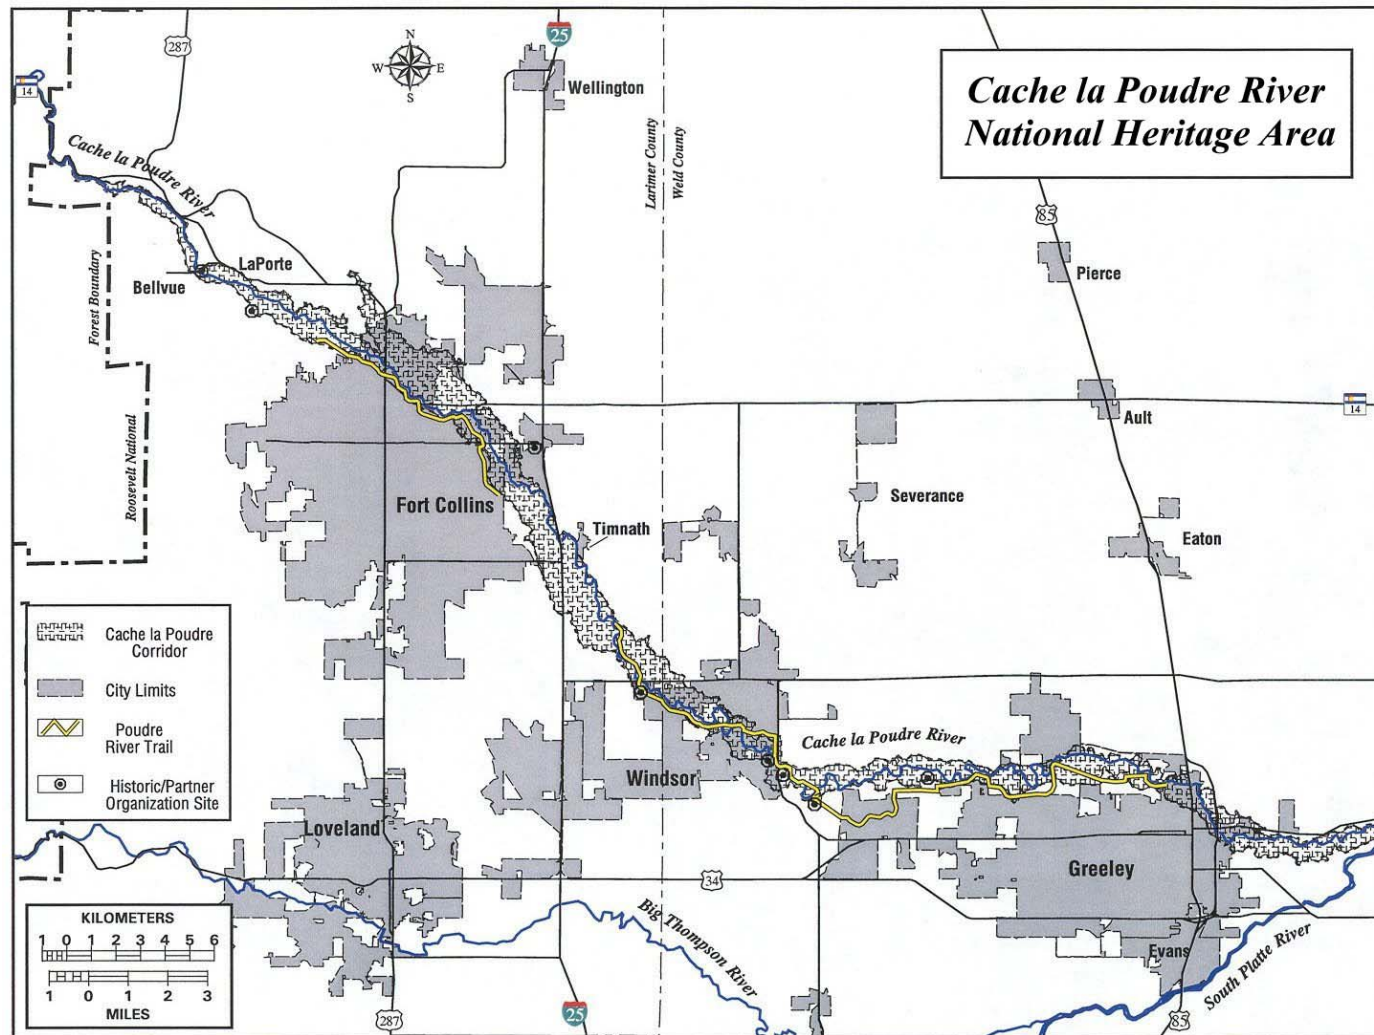 Cache la Poudre River
National Heritage Area
287
25
14
N
W E
S
Wellington
Larimer County
Weld County
Cache la Poudre River
85
Pierce
LaPorte
Bellvue
Forest Boundary
Roosevelt National
Ault
14
Fort Collins
Severance
Timnath
Eaton
Cache la Poudre
Corridor
City Limits
Poudre
River Trail
Historic/Partner
Organization Site
Cache la Poudre River
Windsor
Loveland
Greeley
34
Big Thompson River
Evans
South Platte River
KILOMETERS
1 0 1 2 3 4 5 6
1 0 1 2 3
MILES
287
25
85